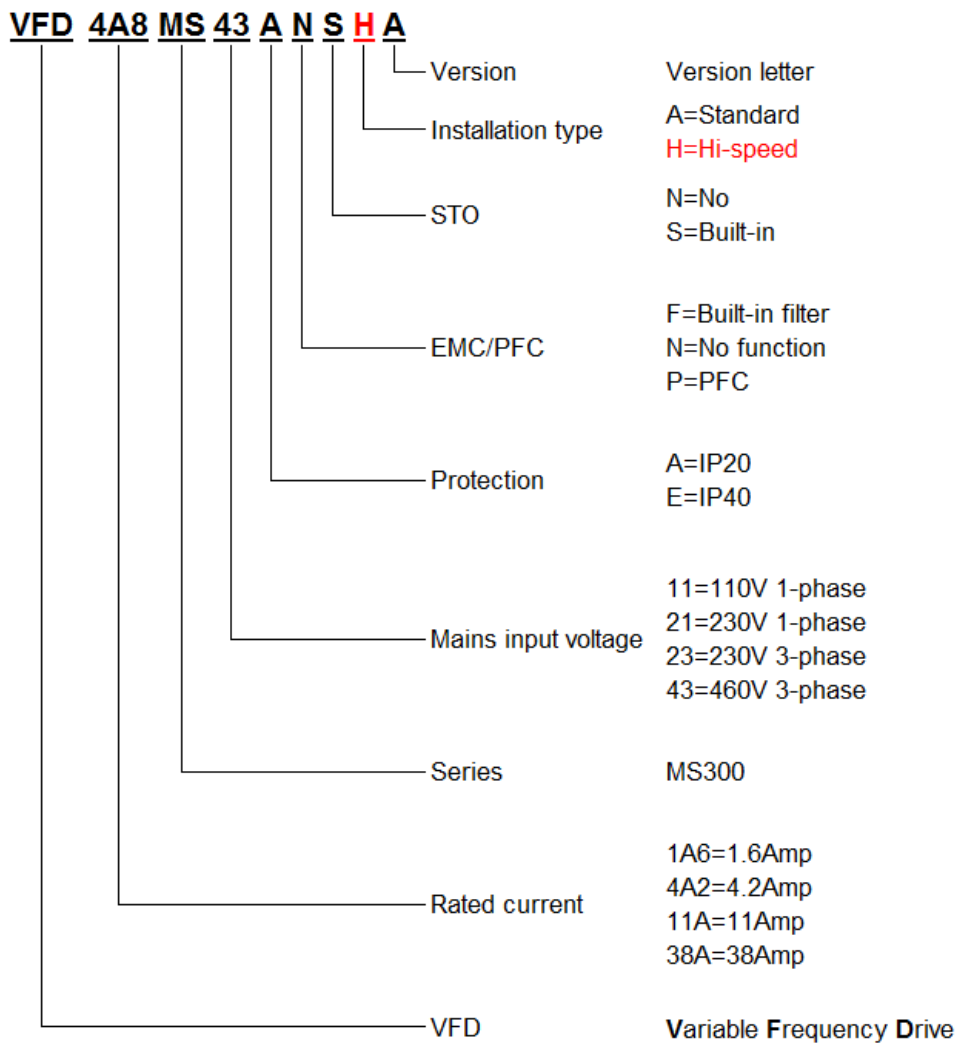 VFD 4A8 MS 43 A N S H A
Version Version letter
Installation type A=Standard
H=Hi-speed
STO N=No
S=Built-in
EMC/PFC F=Built-in filter
N=No function
P=PFC
Protection A=IP20
E=IP40
Mains input voltage 11=110V 1-phase
21=230V 1-phase
23=230V 3-phase
43=460V 3-phase
Series MS300
Rated current 1A6=1.6Amp
4A2=4.2Amp
11A=11Amp
38A=38Amp
VFD Variable Frequency Drive